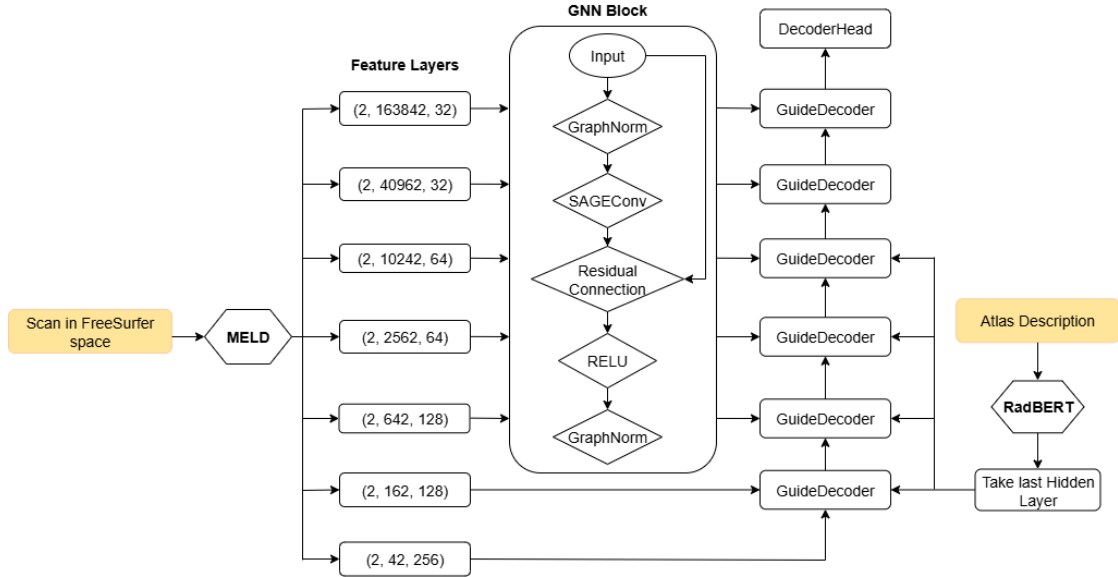 GNN Block
DecoderHead
Input
Feature Layers
(2, 163842, 32)
GuideDecoder
GraphNorm
(2, 40962, 32)
GuideDecoder
SAGEConv
(2, 10242, 64)
GuideDecoder
Residual
Connection
Scan in FreeSurfer
space
MELD
(2, 2562, 64)
GuideDecoder
Atlas Description
RELU
(2, 642, 128)
GuideDecoder
RadBERT
GraphNorm
(2, 162, 128)
GuideDecoder
Take last Hidden
Layer
(2, 42, 256)